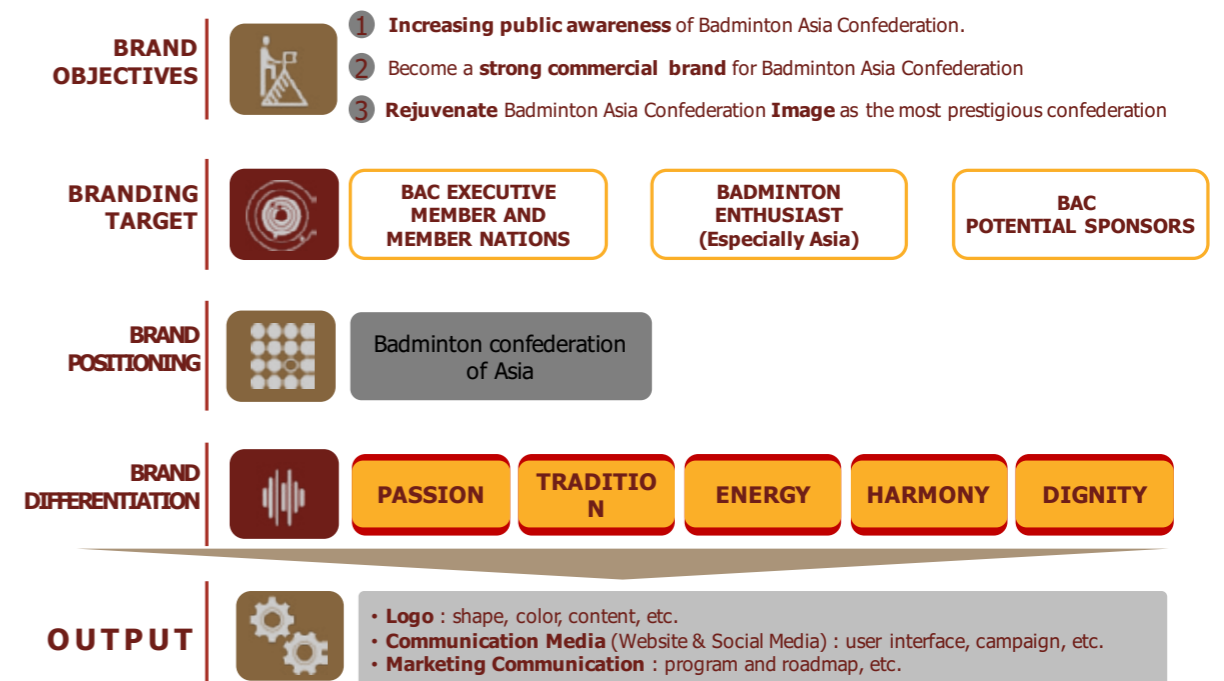 BRAND
OBJECTIVES
1 Increasing public awareness of Badminton Asia Confederation.
2 Become a strong commercial brand for Badminton Asia Confederation
3 Rejuvenate Badminton Asia Confederation Image as the most prestigious confederation
BRANDING
TARGET
BAC EXECUTIVE
MEMBER AND
MEMBER NATIONS
BADMINTON
ENTHUSIAST
(Especially Asia)
BAC
POTENTIAL SPONSORS
BRAND
POSITIONING
Badminton confederation
of Asia
BRAND
DIFFERENTIATION
PASSION
TRADITIO
N
ENERGY
HARMONY
DIGNITY
OUTPUT
• Logo : shape, color, content, etc.
• Communication Media (Website & Social Media) : user interface, campaign, etc.
• Marketing Communication : program and roadmap, etc.